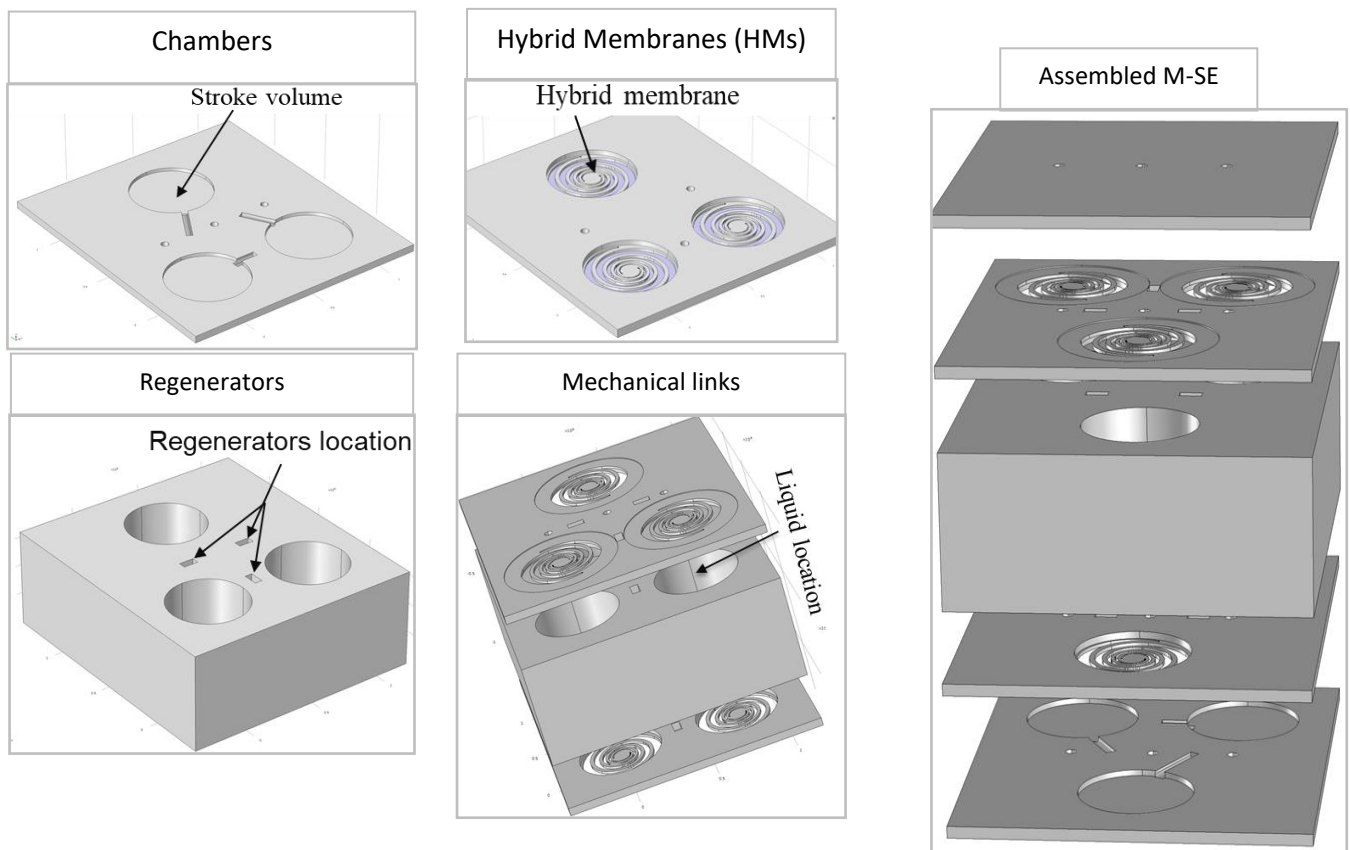 Chambers
Stroke volume
Hybrid Membranes (HMs)
Hybrid membrane
Regenerators
Regenerators location
Mechanical links
Liquid location
Assembled M-SE